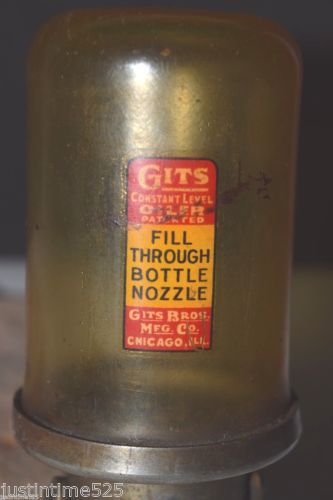 GITS
CONSTANT LEVEL
OILER
PATENTED
FILL
THROUGH
BOTTLE
NOZZLE
GITS BROS.
MFG. CO.
CHICAGO, ILL.
justintime525